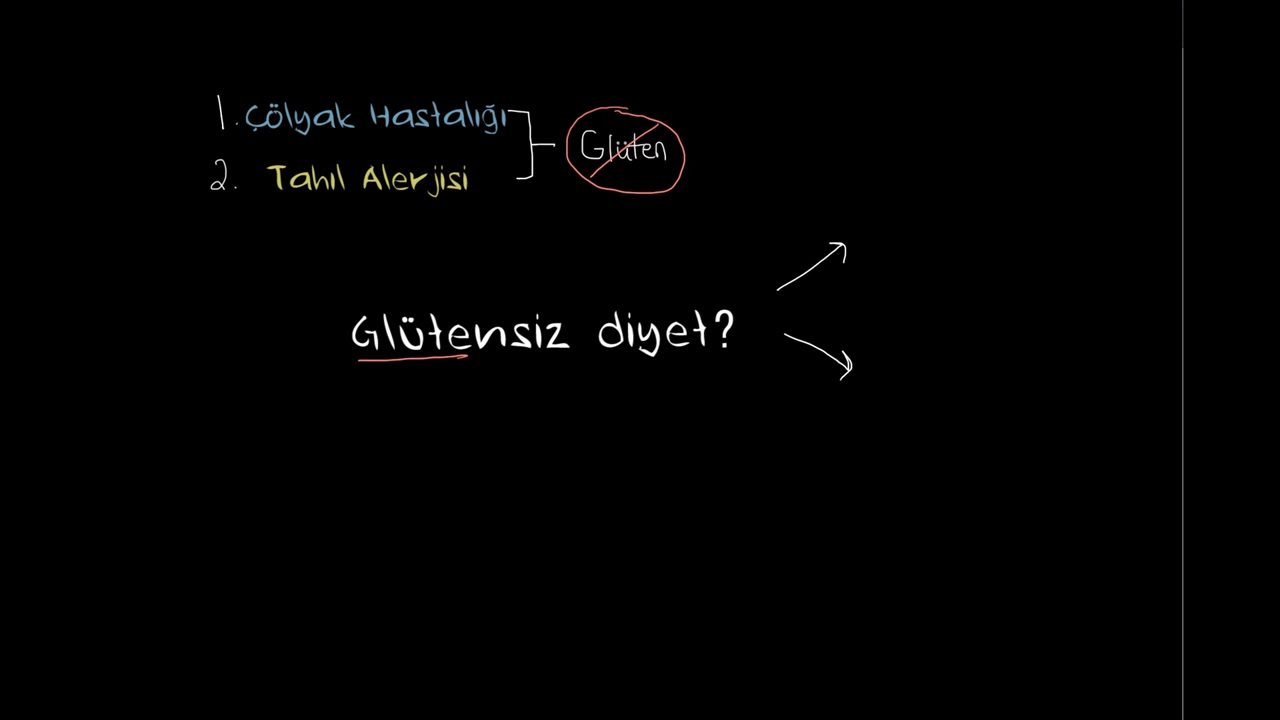 1. Çölyak Hastalığı
2. Tahıl Alerjisi
Glüten
Glütensiz diyet?